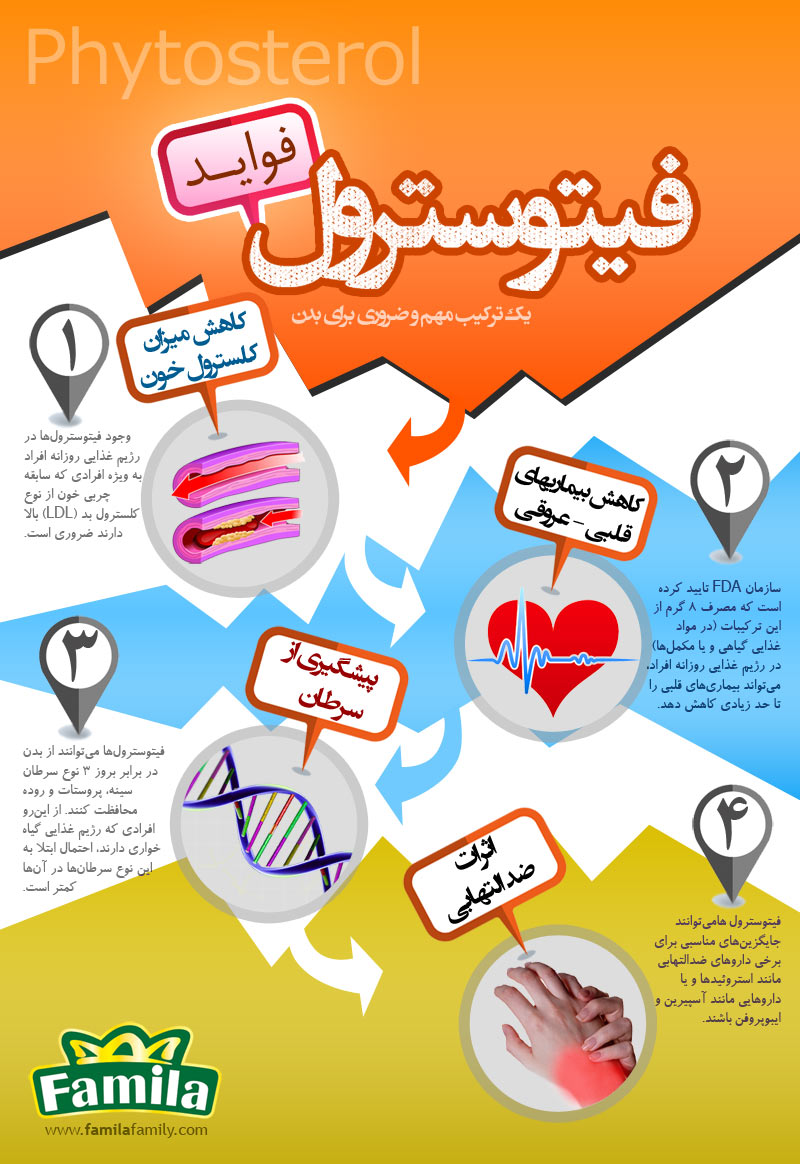 Phytosterol
فواید
فیتوسترول
یک ترکیب مهم و ضروری برای بدن
۱
کاهش میزان
کلسترول خون
وجود فیتوسترول‌ها در
رژیم غذایی روزانه افراد
به ویژه افرادی که سابقه
چربی خون از نوع
کلسترول بد (LDL) بالا
دارند ضروری است.
۲
کاهش بیماریهای
قلبی - عروقی
سازمان FDA تایید کرده
است که مصرف ۸ گرم از
این ترکیبات (در مواد
غذایی گیاهی و یا مکمل‌ها)
در رژیم غذایی روزانه افراد،
می‌تواند بیماری‌های قلبی را
تا حد زیادی کاهش دهد.
۳
پیشگیری از
سرطان
فیتوسترول‌ها می‌توانند از بدن
در برابر بروز ۳ نوع سرطان
سینه، پروستات و روده
محافظت کنند. از این‌رو
افرادی که رژیم غذایی گیاه
خواری دارند، احتمال ابتلا به
این نوع سرطان‌ها در آن‌ها
کمتر است.
۴
اثرات
ضدالتهابی
فیتوسترول هامی‌توانند
جایگزین‌های مناسبی برای
برخی داروهای ضدالتهابی
مانند استروئیدها و یا
داروهایی مانند آسپیرین و
ایبوپروفن باشند.
Famila
www.familafamily.com